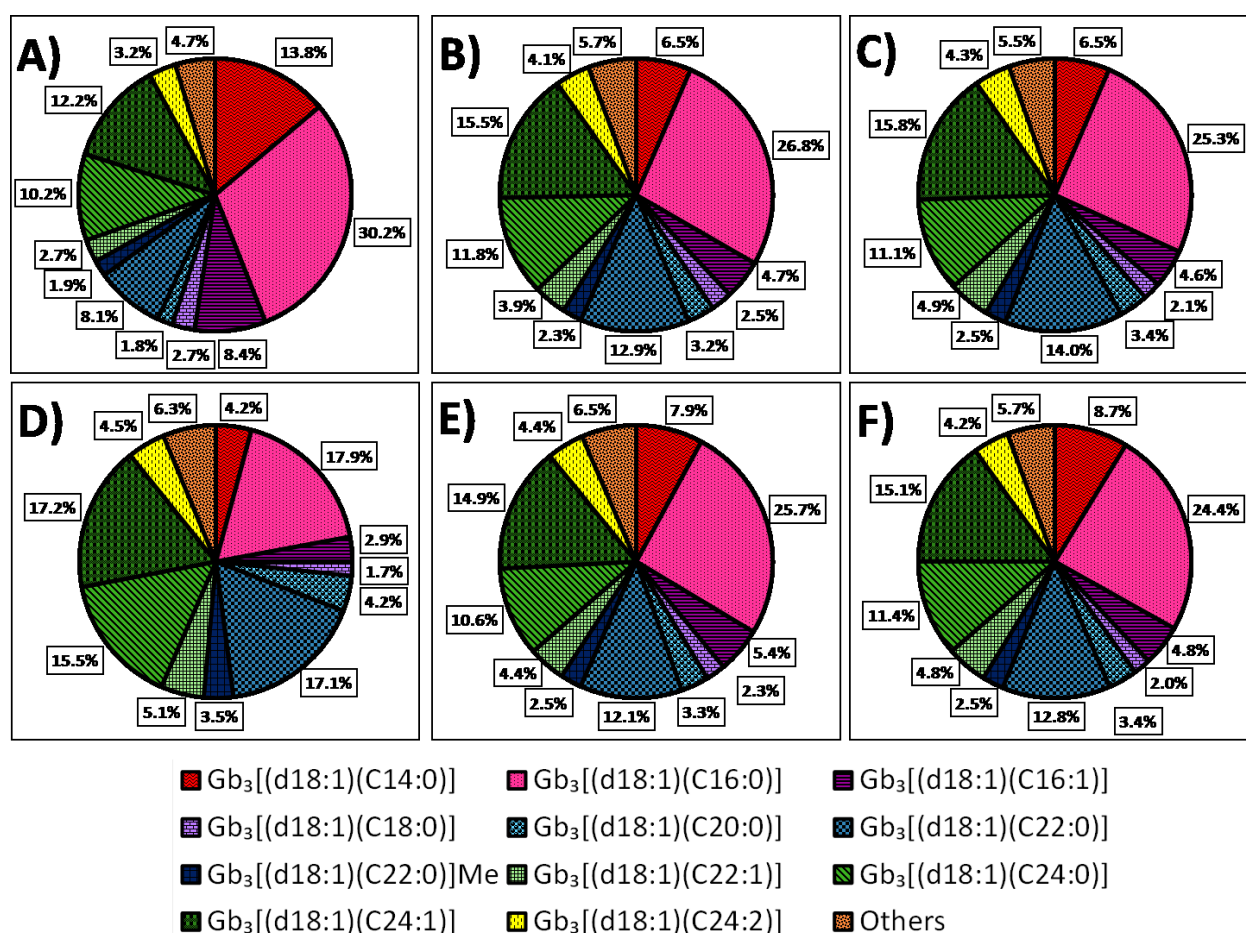 A) 3.2% 4.7% 13.8%
12.2%
10.2% 30.2%
2.7%
1.9%
8.1%
1.8% 2.7% 8.4%
B) 4.1% 5.7% 6.5%
15.5% 26.8%
11.8% 4.7%
3.9% 2.5%
2.3% 12.9% 3.2%
C) 4.3% 5.5% 6.5%
15.8% 25.3%
11.1% 4.6%
4.9% 2.1%
2.5% 14.0% 3.4%
D) 4.5% 6.3% 4.2%
17.9%
17.2% 2.9%
1.7%
4.2%
15.5% 17.1%
5.1% 3.5%
E) 4.4% 6.5% 7.9%
14.9% 25.7%
10.6% 5.4%
4.4% 2.3%
2.5% 12.1% 3.3%
F) 4.2% 5.7% 8.7%
15.1% 24.4%
11.4% 4.8%
4.8% 2.0%
2.5% 12.8% 3.4%
Gb₃[(d18:1)(C14:0)] Gb₃[(d18:1)(C16:0)] Gb₃[(d18:1)(C16:1)]
Gb₃[(d18:1)(C18:0)] Gb₃[(d18:1)(C20:0)] Gb₃[(d18:1)(C22:0)]
Gb₃[(d18:1)(C22:0)]Me Gb₃[(d18:1)(C22:1)] Gb₃[(d18:1)(C24:0)]
Gb₃[(d18:1)(C24:1)] Gb₃[(d18:1)(C24:2)] Others